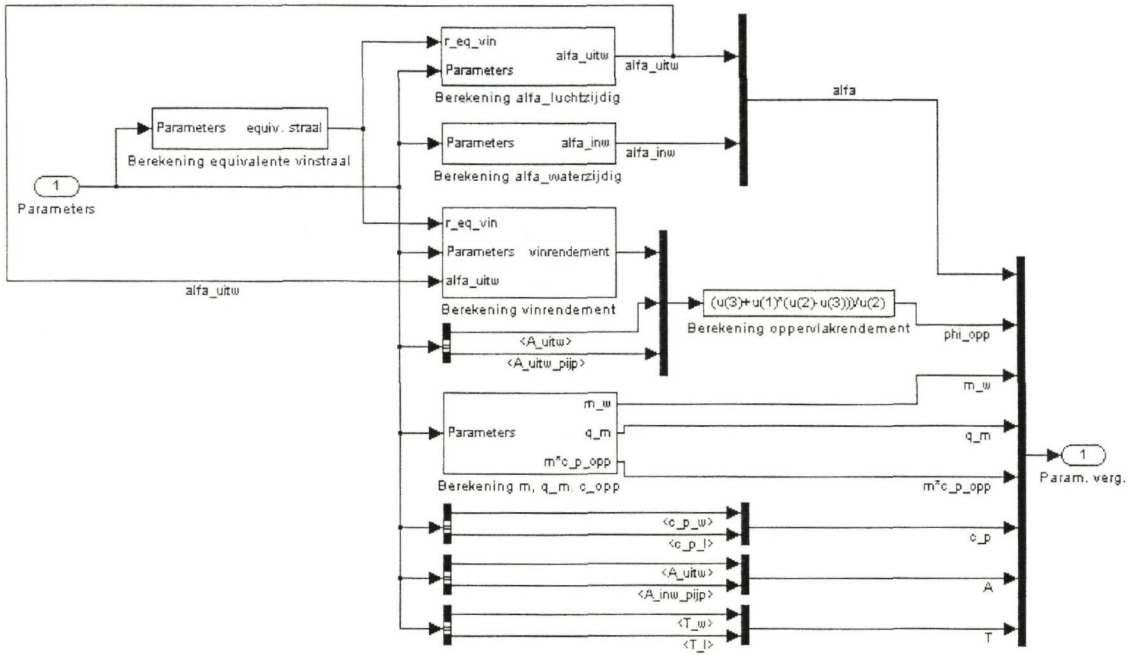 r_eq_vin
alfa_uitw
Parameters
alfa_uitw
Berekening alfa_luchtzijdig
alfa
Parameters equiv. straal
Berekening equivalente vinstraal
Parameters
alfa_inw
alfa_inw
Berekening alfa_waterzijdig
1
Parameters
r_eq_vin
Parameters vinrendement
alfa_uitw
Berekening vinrendement
alfa_uitw
(u(3)+u(1)*(u(2)-u(3)))/u(2)
Berekening oppervlakrendement
phi_opp
<A_uitw>
<A_uitw_pijp>
m_w
Parameters
q_m
m*c_p_opp
Berekening m, q_m, c_opp
m_w
q_m
m*c_p_opp
1
Param. verg.
<c_p_w>
<c_p_l>
c_p
<A_uitw>
<A_inw_pijp>
A
<T_w>
<T_l>
T